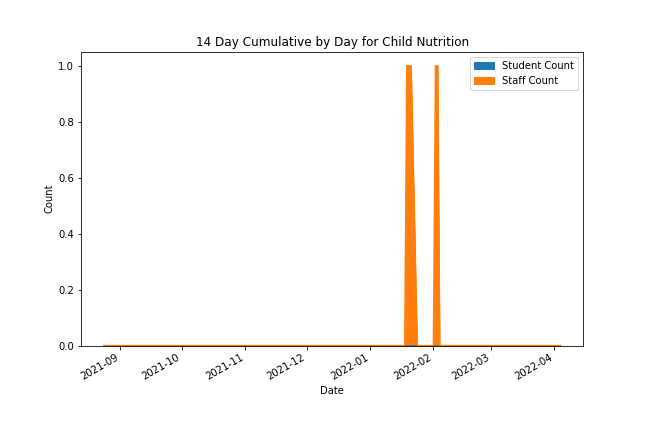 14 Day Cumulative by Day for Child Nutrition
Student Count
Staff Count
1.0
0.8
0.6
0.4
0.2
0.0
Count
2021-09
2021-10
2021-11
2021-12
2022-01
2022-02
2022-03
2022-04
Date